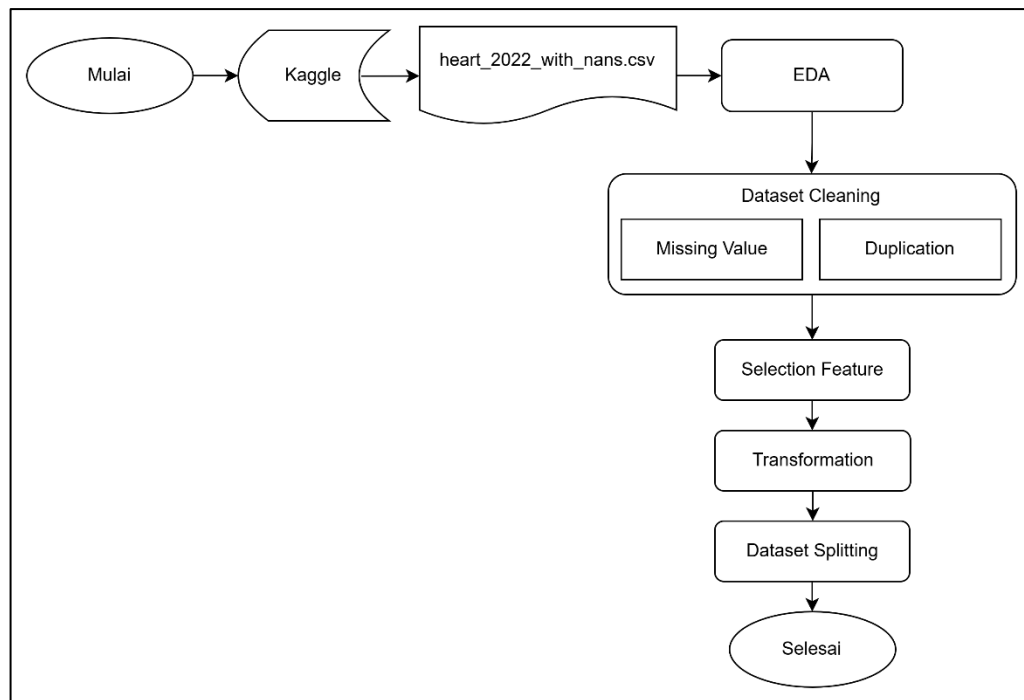 Mulai
Kaggle
heart_2022_with_nans.csv
EDA
Dataset Cleaning
Missing Value
Duplication
Selection Feature
Transformation
Dataset Splitting
Selesai